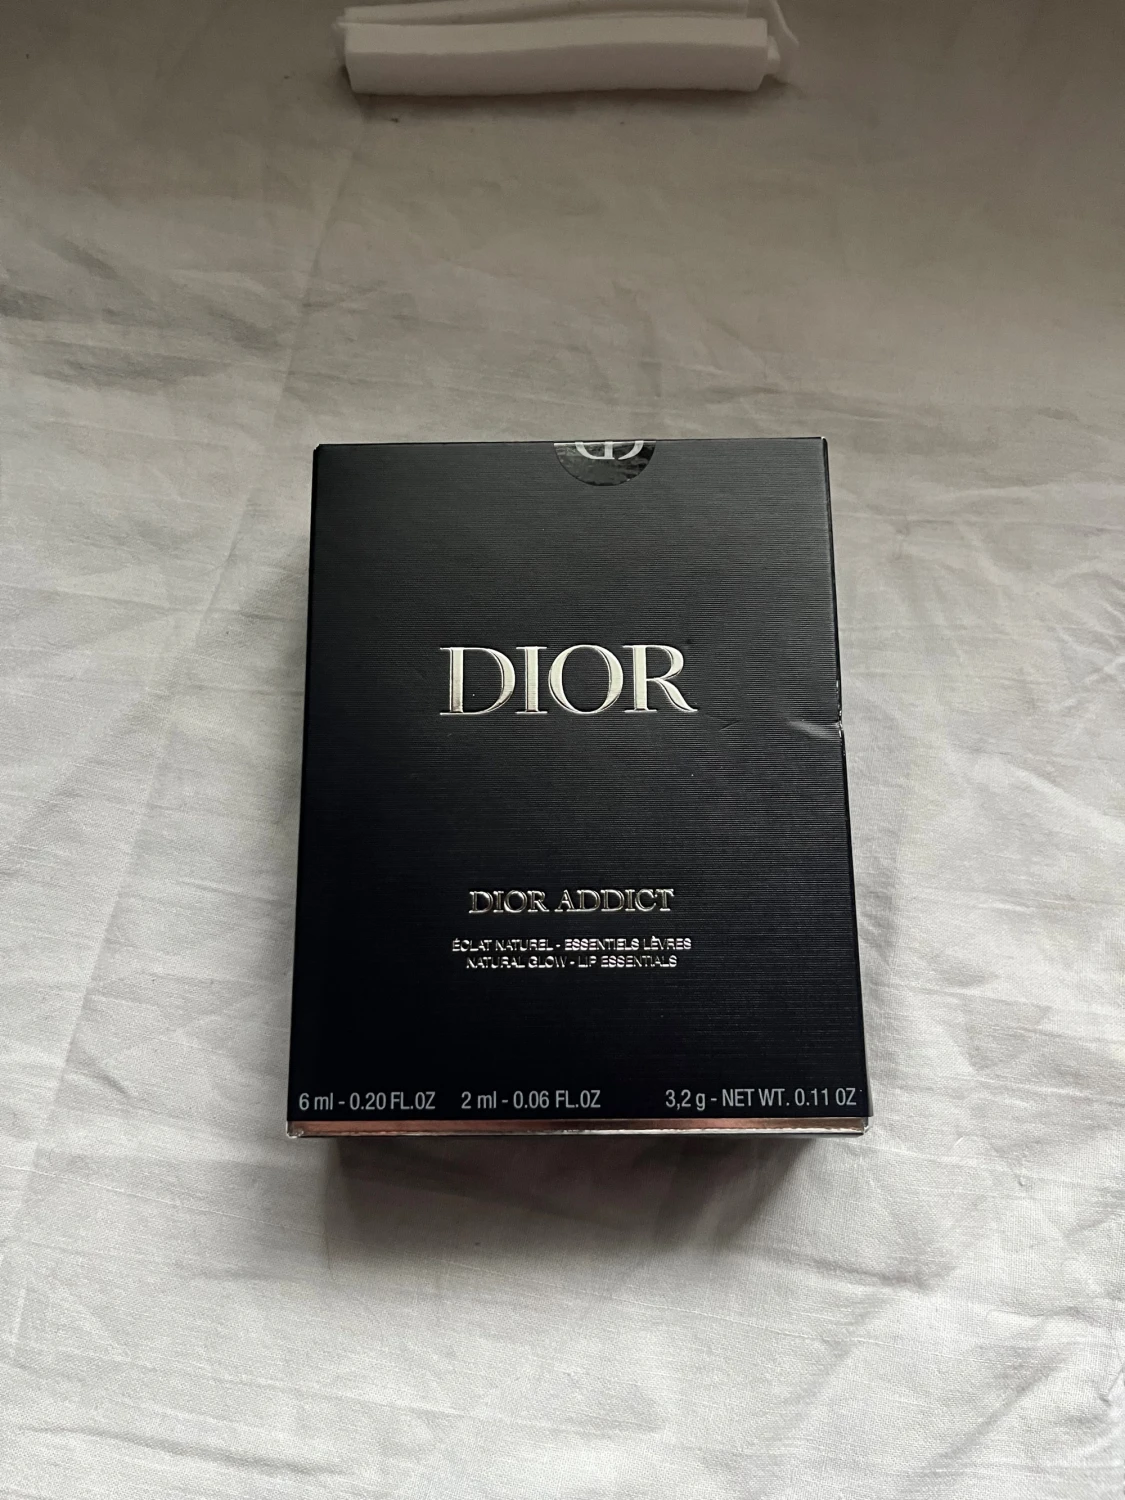 DIOR
DIOR ADDICT
ÉCLAT NATUREL - ESSENTIELS LÈVRES
NATURAL GLOW - LIP ESSENTIALS
6 ml - 0.20 FL.OZ 2 ml - 0.06 FL.OZ 3,2 g - NET WT. 0.11 OZ